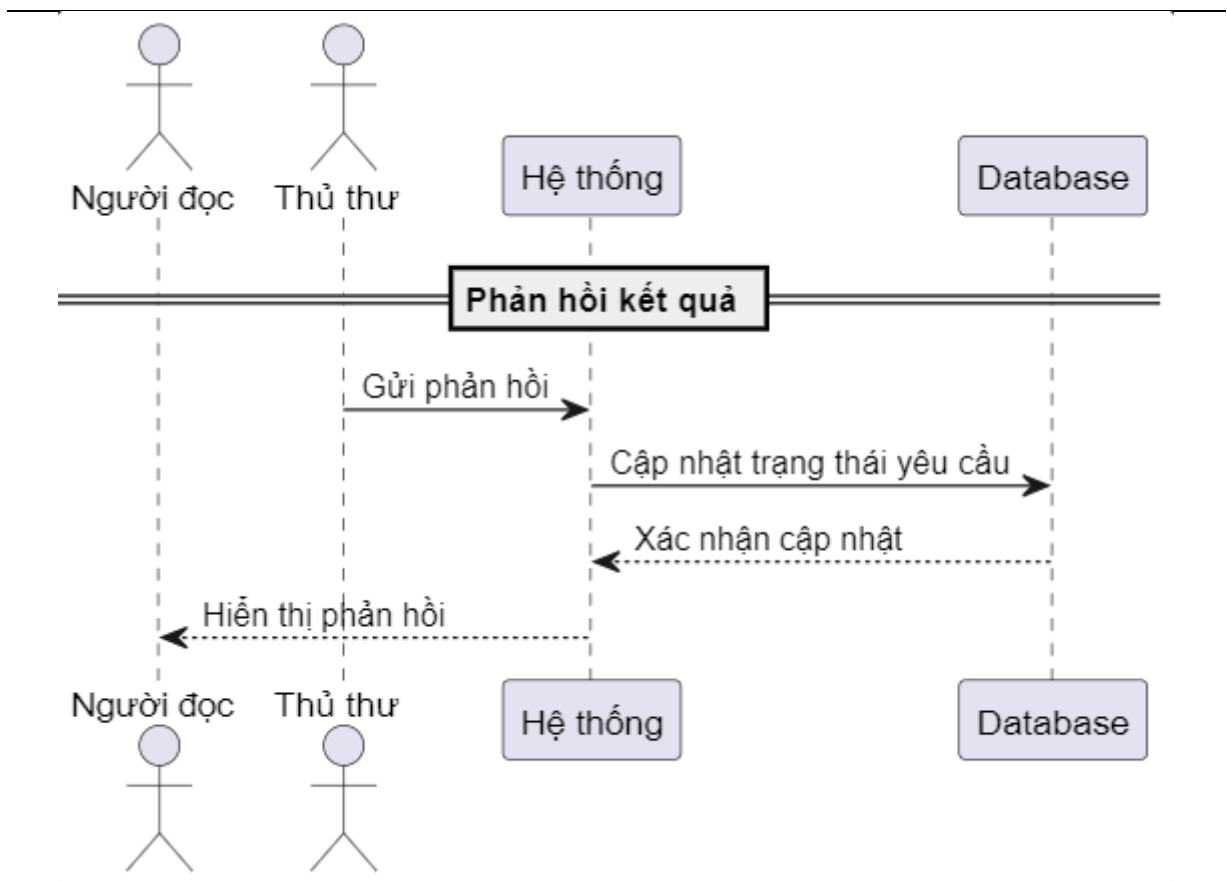 Người đọc
Thủ thư
Hệ thống
Database
Phản hồi kết quả
Gửi phản hồi
Cập nhật trạng thái yêu cầu
Xác nhận cập nhật
Hiển thị phản hồi
Người đọc
Thủ thư
Hệ thống
Database